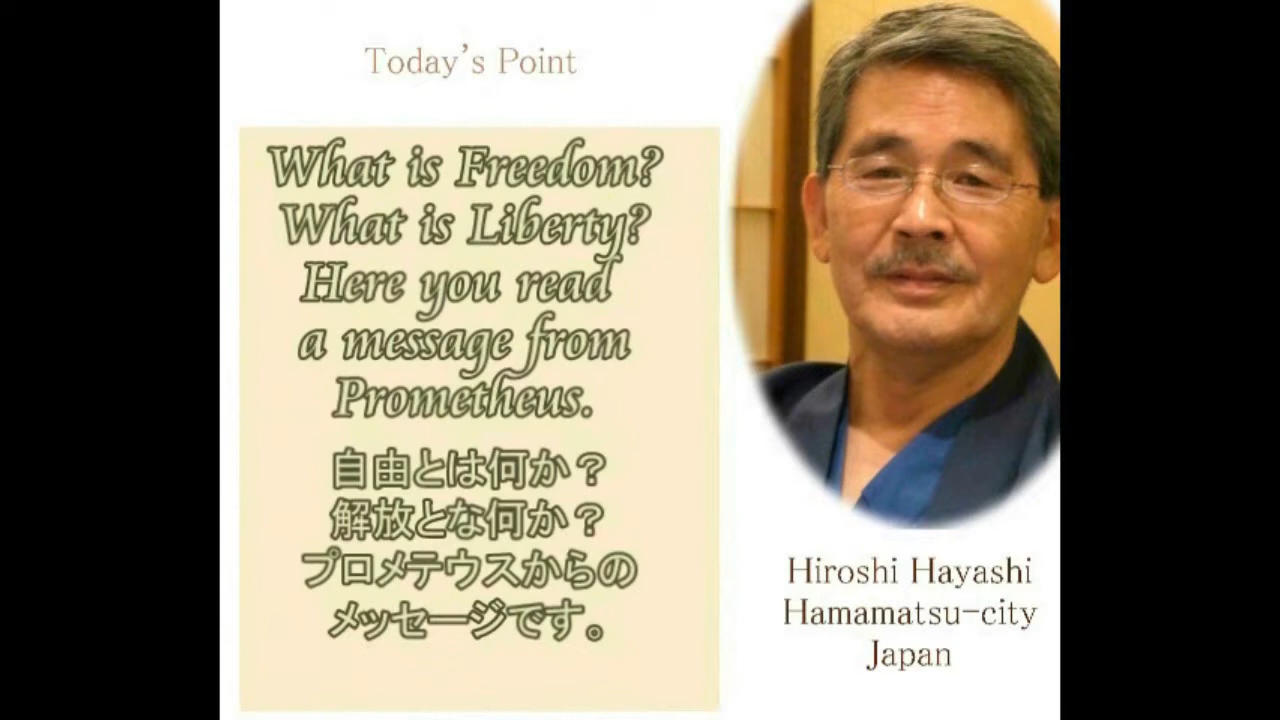 Today's Point
What is Freedom?
What is Liberty?
Here you read
a message from
Prometheus.
自由とは何か？
解放とな何か？
プロメテウスからの
メッセージです。
Hiroshi Hayashi
Hamamatsu-city
Japan